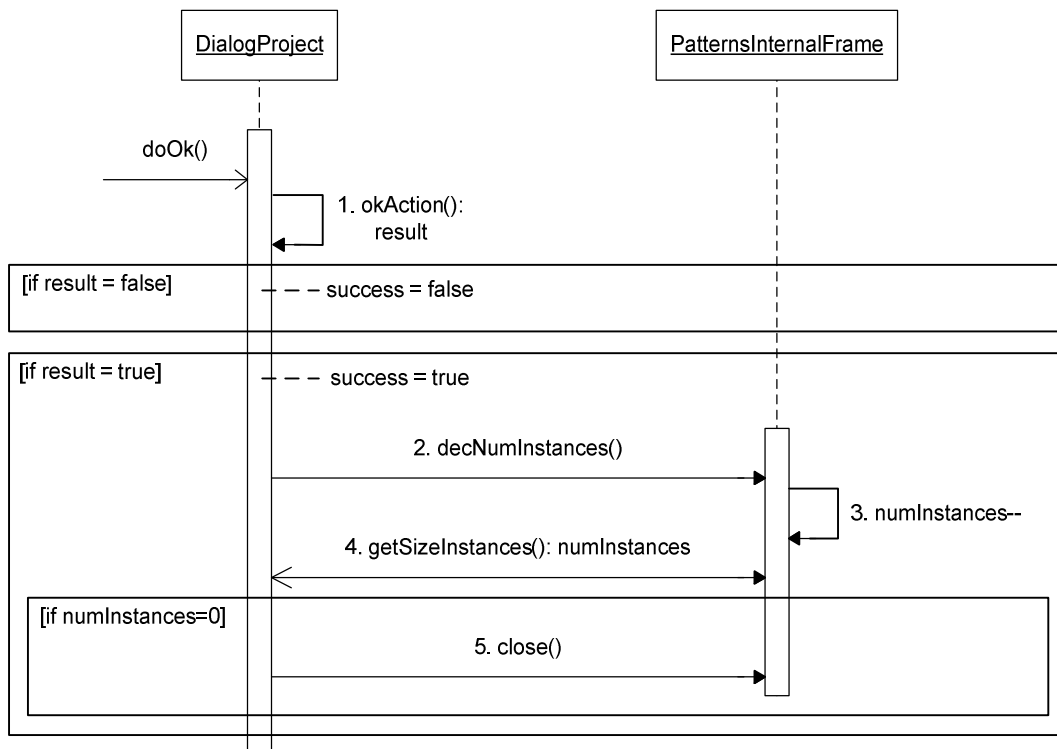 DialogProject
PatternsInternalFrame
doOk()
1. okAction():
result
[if result = false]
success = false
[if result = true]
success = true
2. decNumInstances()
3. numInstances--
4. getSizeInstances(): numInstances
[if numInstances=0]
5. close()